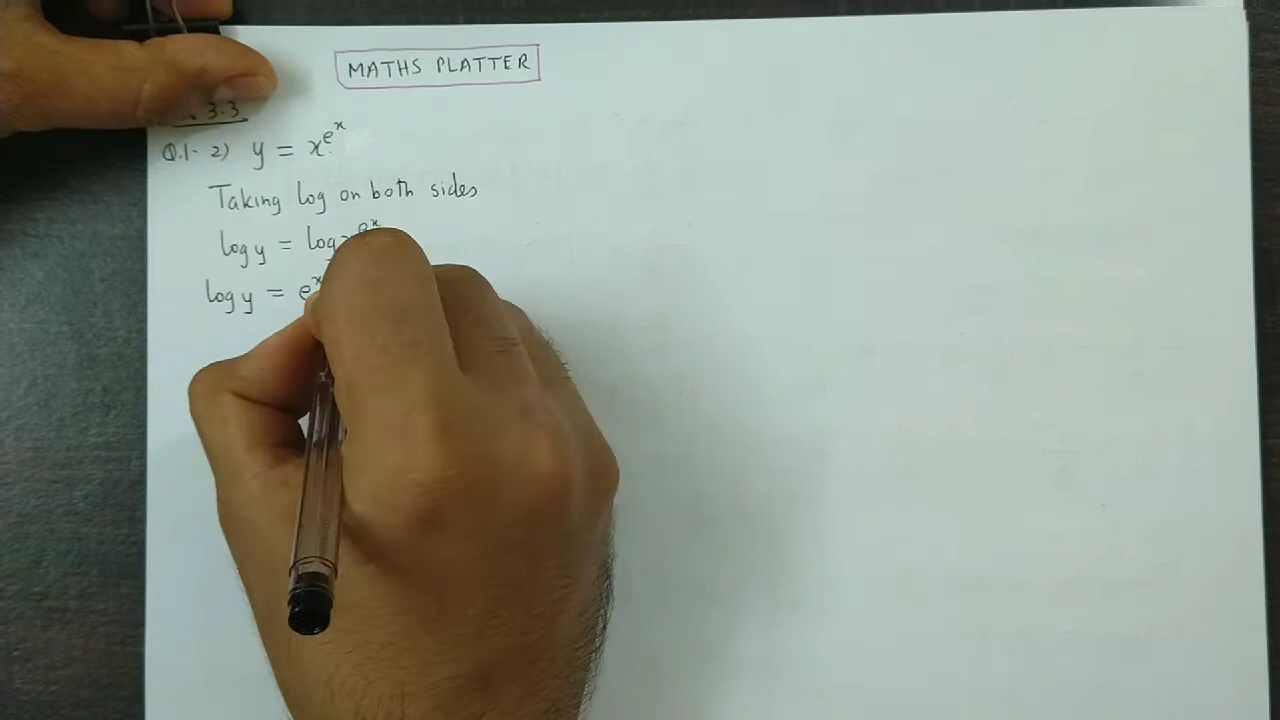 MATHS PLATTER
3.3
Q.1- 2) y = x^e^x
Taking log on both sides
log y = log x^e^x
log y = e^x